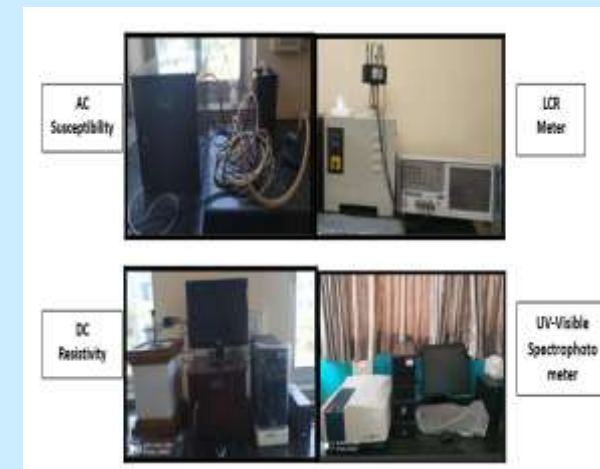 AC
Susceptibility
LCR
Meter
DC
Resistivity
UV-Visible
Spectrophoto
meter